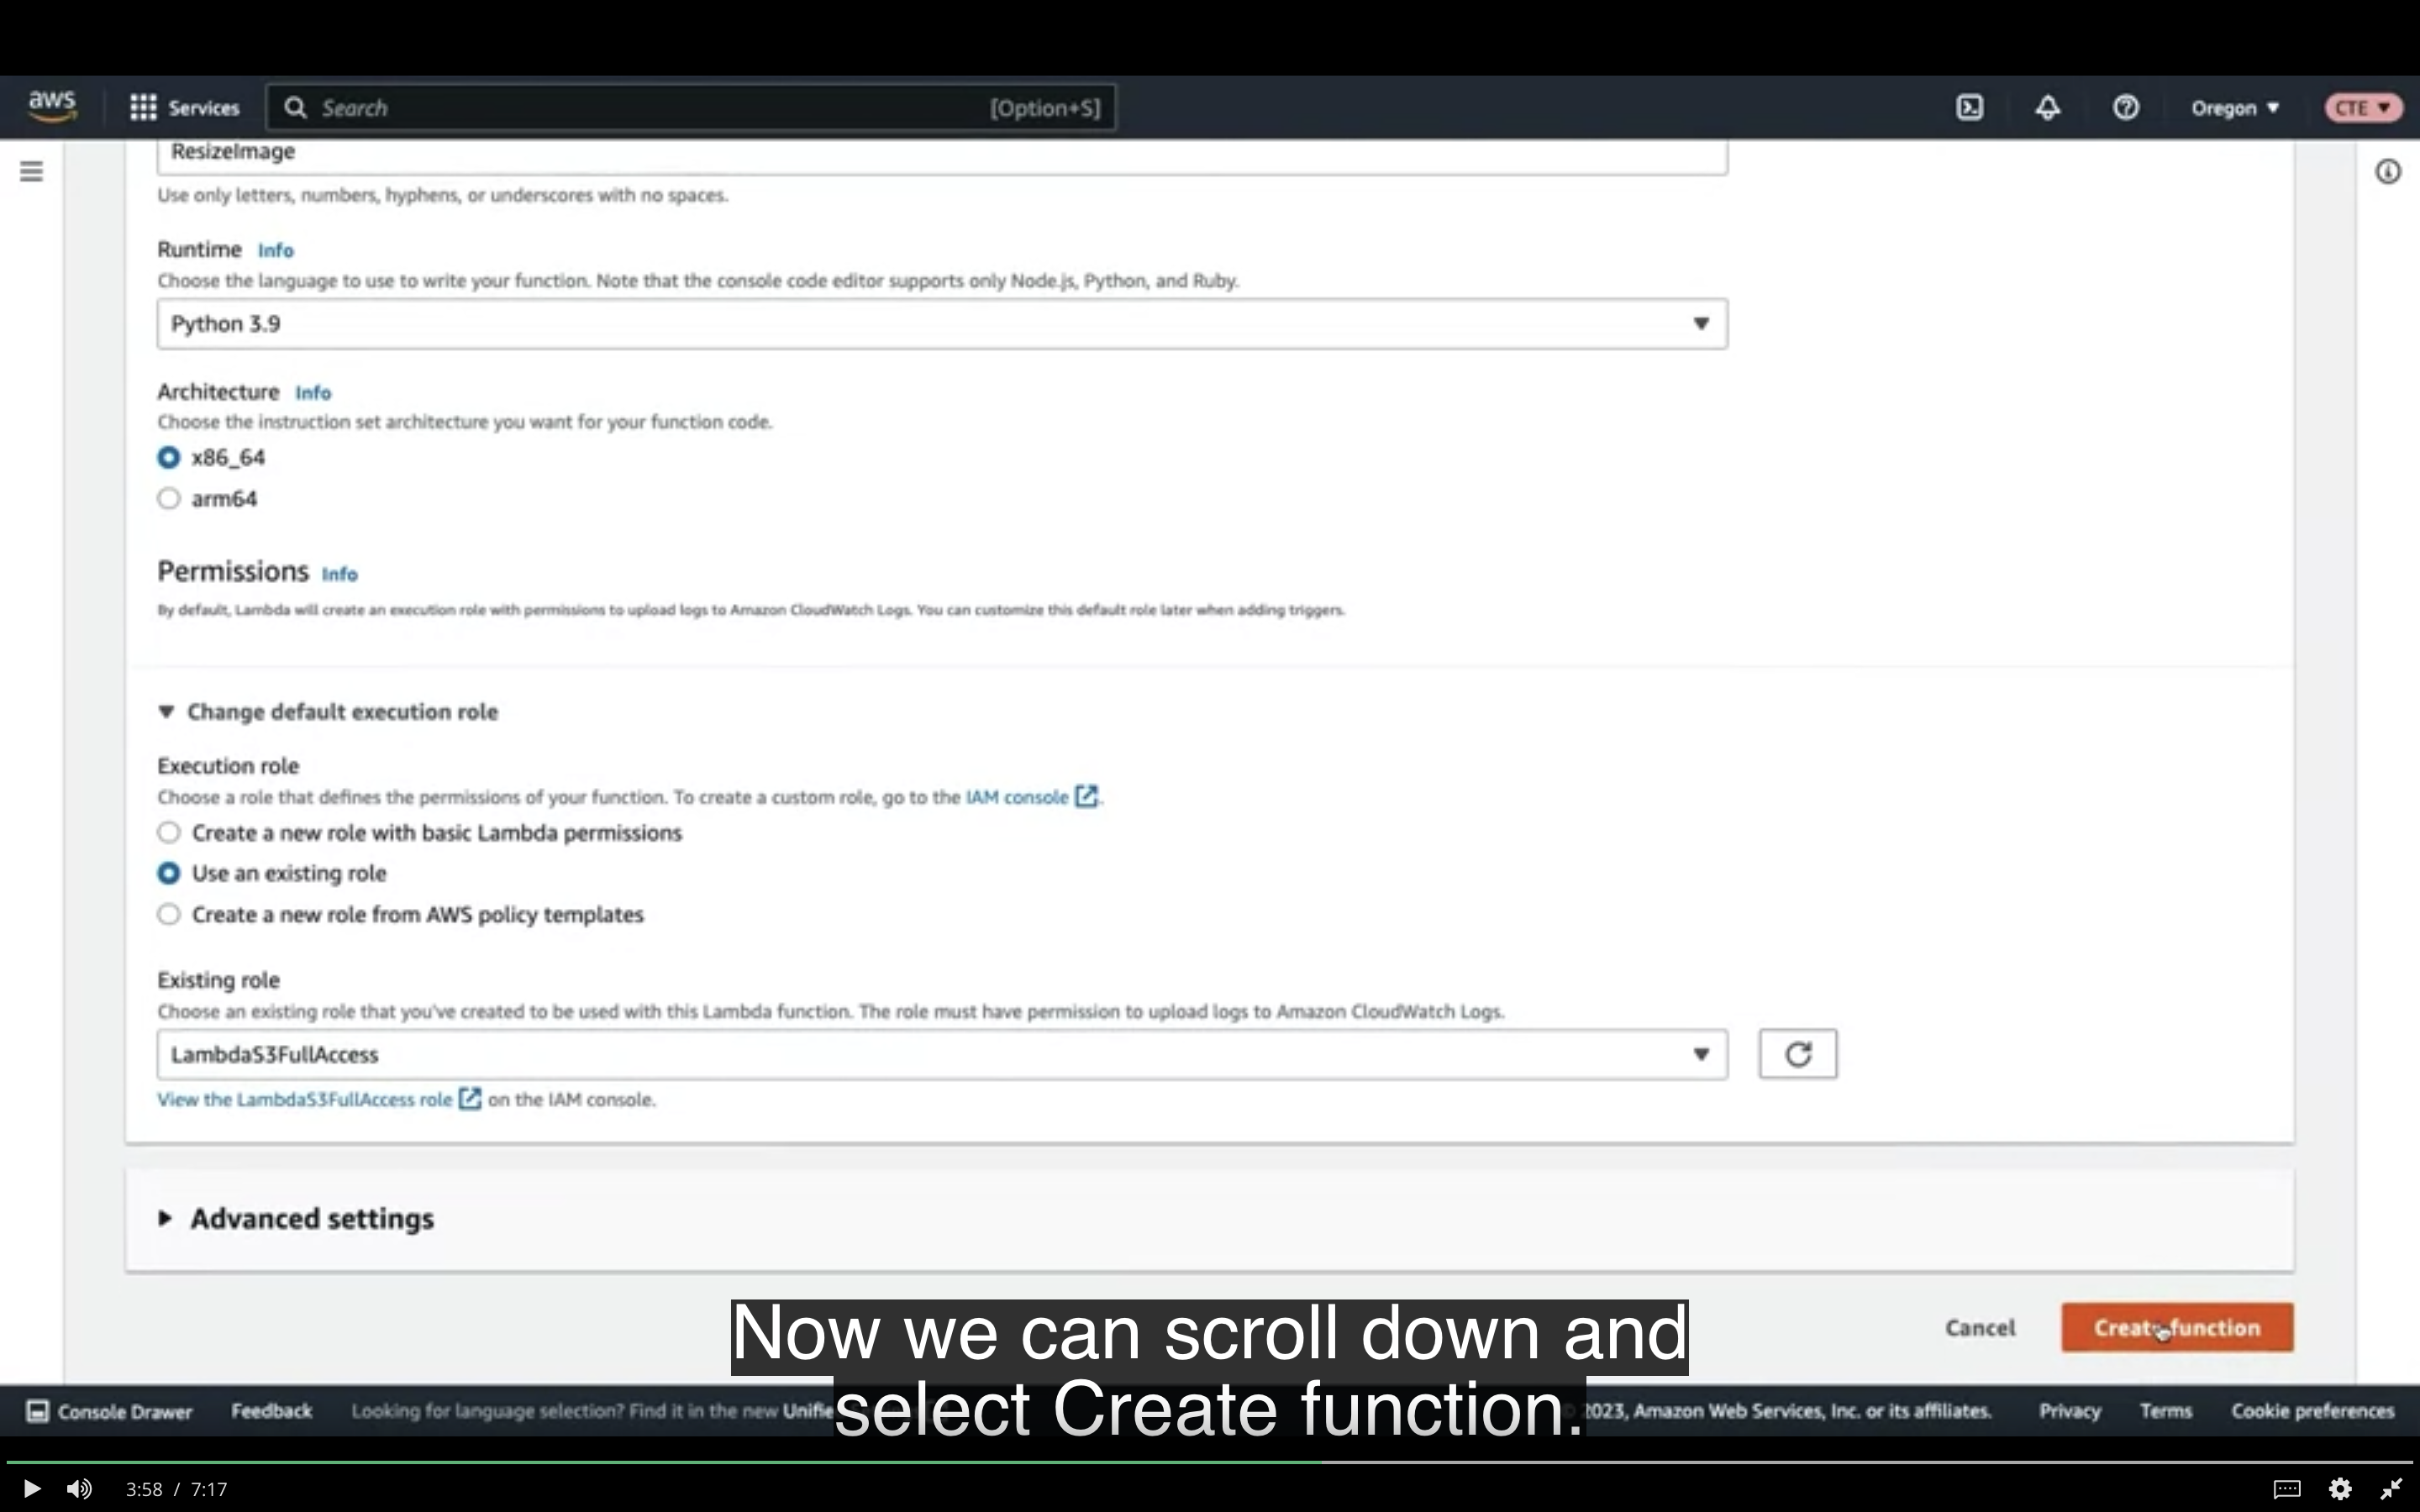 aws
Services
Search
[Option+S]
Oregon
CTE
ResizeImage
Use only letters, numbers, hyphens, or underscores with no spaces.
Runtime Info
Choose the language to use to write your function. Note that the console code editor supports only Node.js, Python, and Ruby.
Python 3.9
Architecture Info
Choose the instruction set architecture you want for your function code.
x86_64
arm64
Permissions Info
By default, Lambda will create an execution role with permissions to upload logs to Amazon CloudWatch Logs. You can customize this default role later when adding triggers.
Change default execution role
Execution role
Choose a role that defines the permissions of your function. To create a custom role, go to the IAM console.
Create a new role with basic Lambda permissions
Use an existing role
Create a new role from AWS policy templates
Existing role
Choose an existing role that you've created to be used with this Lambda function. The role must have permission to upload logs to Amazon CloudWatch Logs.
LambdaS3FullAccess
View the LambdaS3FullAccess role on the IAM console.
Advanced settings
Cancel
Create function
Now we can scroll down and
select Create function.
Console Drawer
Feedback
Looking for language selection? Find it in the new
2023, Amazon Web Services, Inc. or its affiliates.
Privacy
Terms
Cookie preferences
3:58 / 7:17